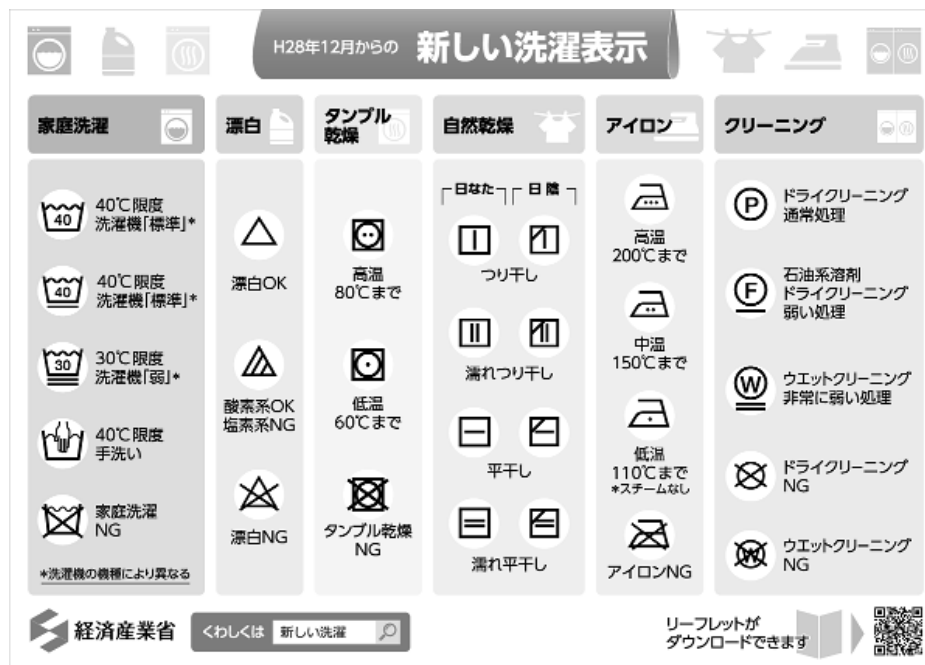 H28年12月からの 新しい洗濯表示
家庭洗濯
40
40℃限度
洗濯機「標準」*
40
40℃限度
洗濯機「標準」*
30
30℃限度
洗濯機「弱」*
40℃限度
手洗い
家庭洗濯
NG
*洗濯機の機種により異なる
漂白
漂白OK
酸素系OK
塩素系NG
漂白NG
タンブル
乾燥
高温
80℃まで
低温
60℃まで
タンブル乾燥
NG
自然乾燥
日なた 日陰
つり干し
濡れつり干し
平干し
濡れ平干し
アイロン
高温
200℃まで
中温
150℃まで
低温
110℃まで
*スチームなし
アイロンNG
クリーニング
P
ドライクリーニング
通常処理
F
石油系溶剤
ドライクリーニング
弱い処理
W
ウエットクリーニング
非常に弱い処理
ドライクリーニング
NG
W
ウエットクリーニング
NG
経済産業省
くわしくは 新しい洗濯
リーフレットが
ダウンロードできます